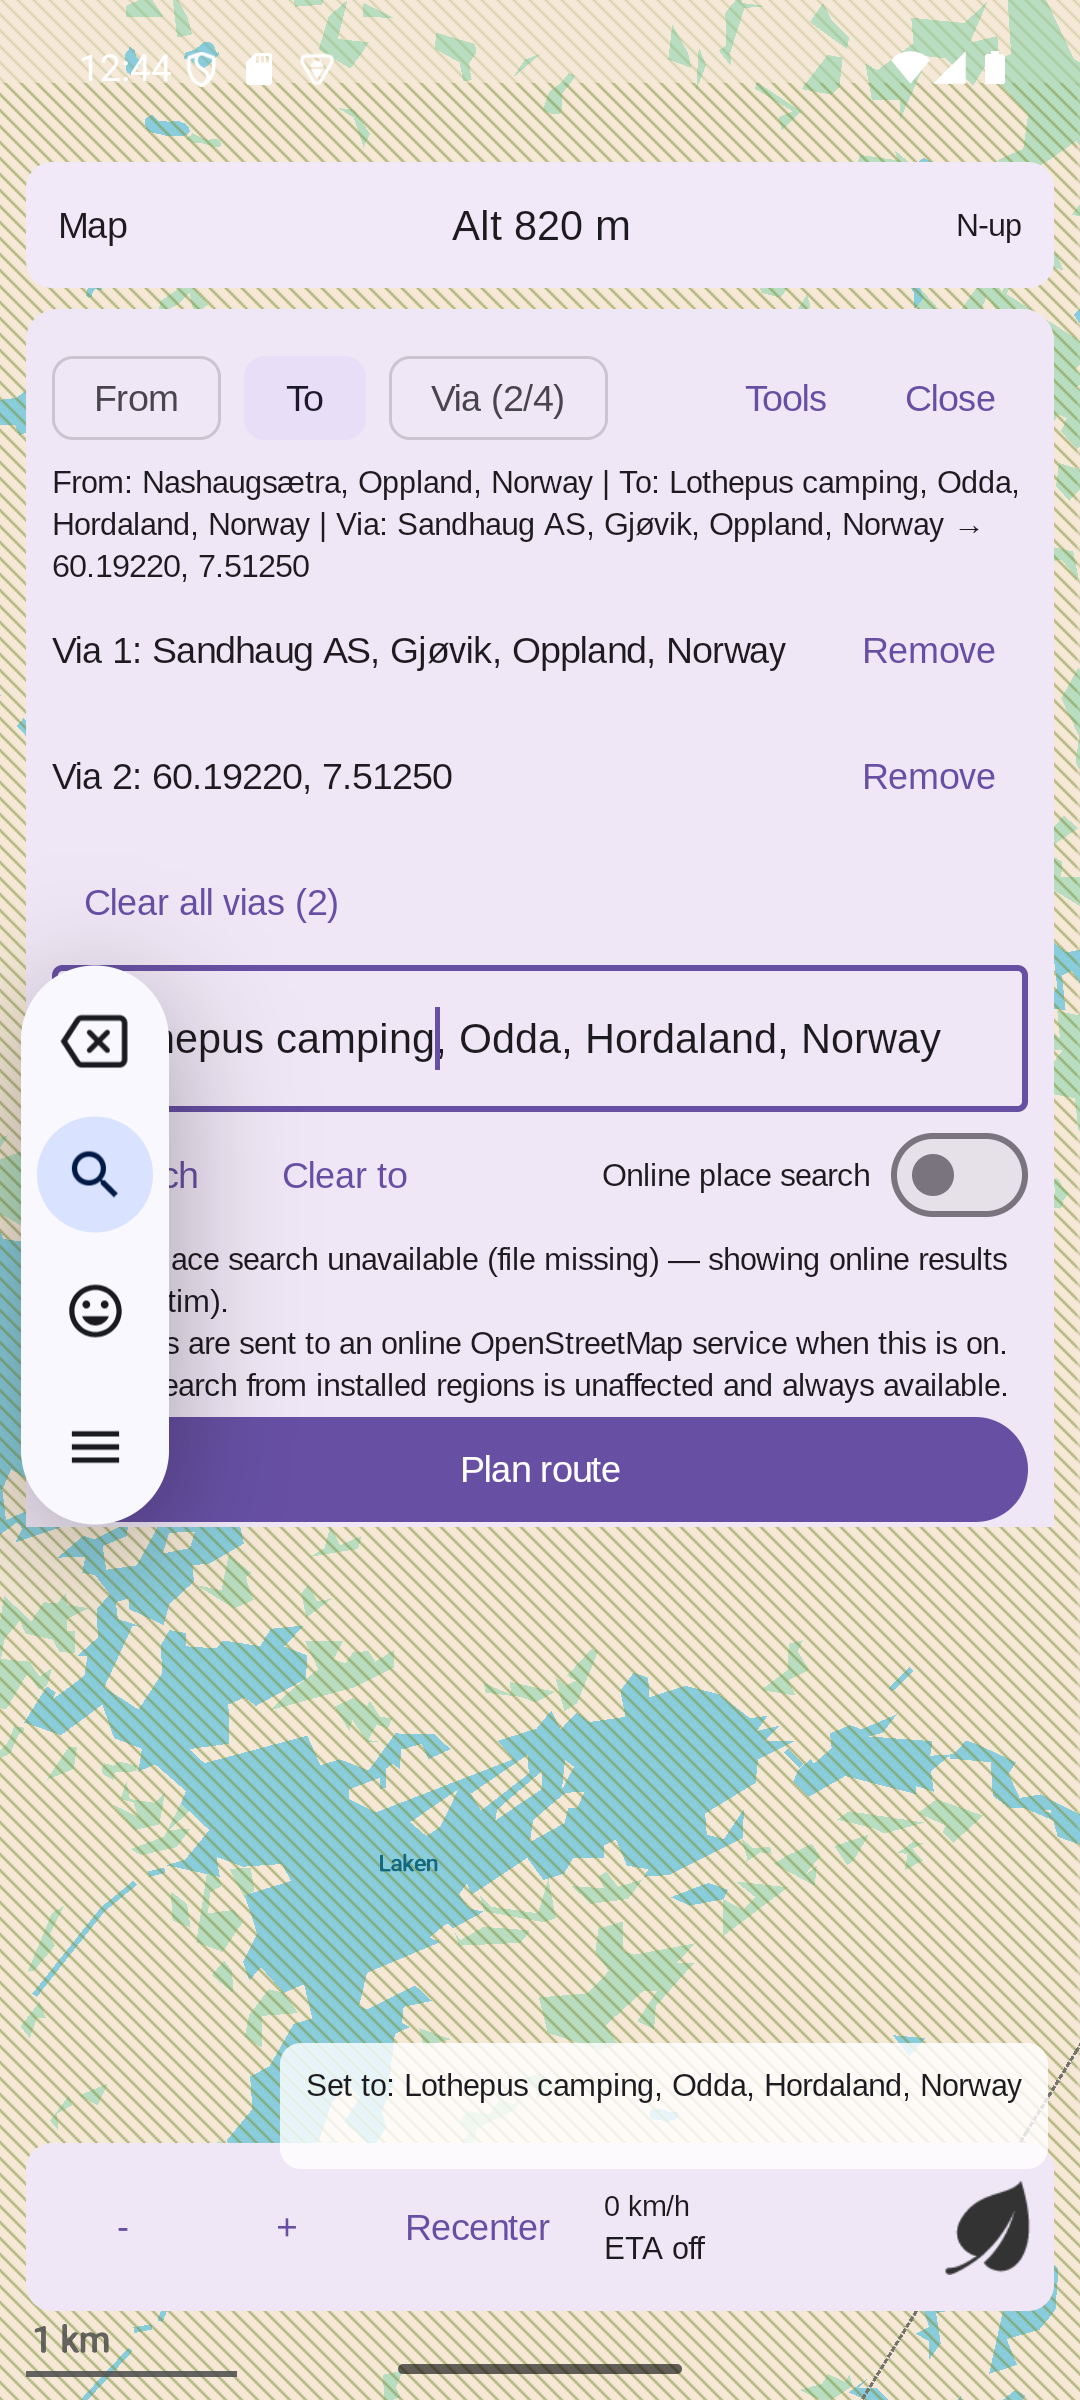 12:44
Map
Alt 820 m
N-up
From
To
Via (2/4)
Tools
Close
From: Nashaugsætra, Oppland, Norway | To: Lothepus camping, Odda,
Hordaland, Norway | Via: Sandhaug AS, Gjøvik, Oppland, Norway →
60.19220, 7.51250
Via 1: Sandhaug AS, Gjøvik, Oppland, Norway
Remove
Via 2: 60.19220, 7.51250
Remove
Clear all vias (2)
camping, Odda, Hordaland, Norway
Clear to
Online place search
search unavailable (file missing) — showing online results
are sent to an online OpenStreetMap service when this is on.
from installed regions is unaffected and always available.
Plan route
Laken
Set to: Lothepus camping, Odda, Hordaland, Norway
-
+
Recenter
0 km/h
ETA off
1 km